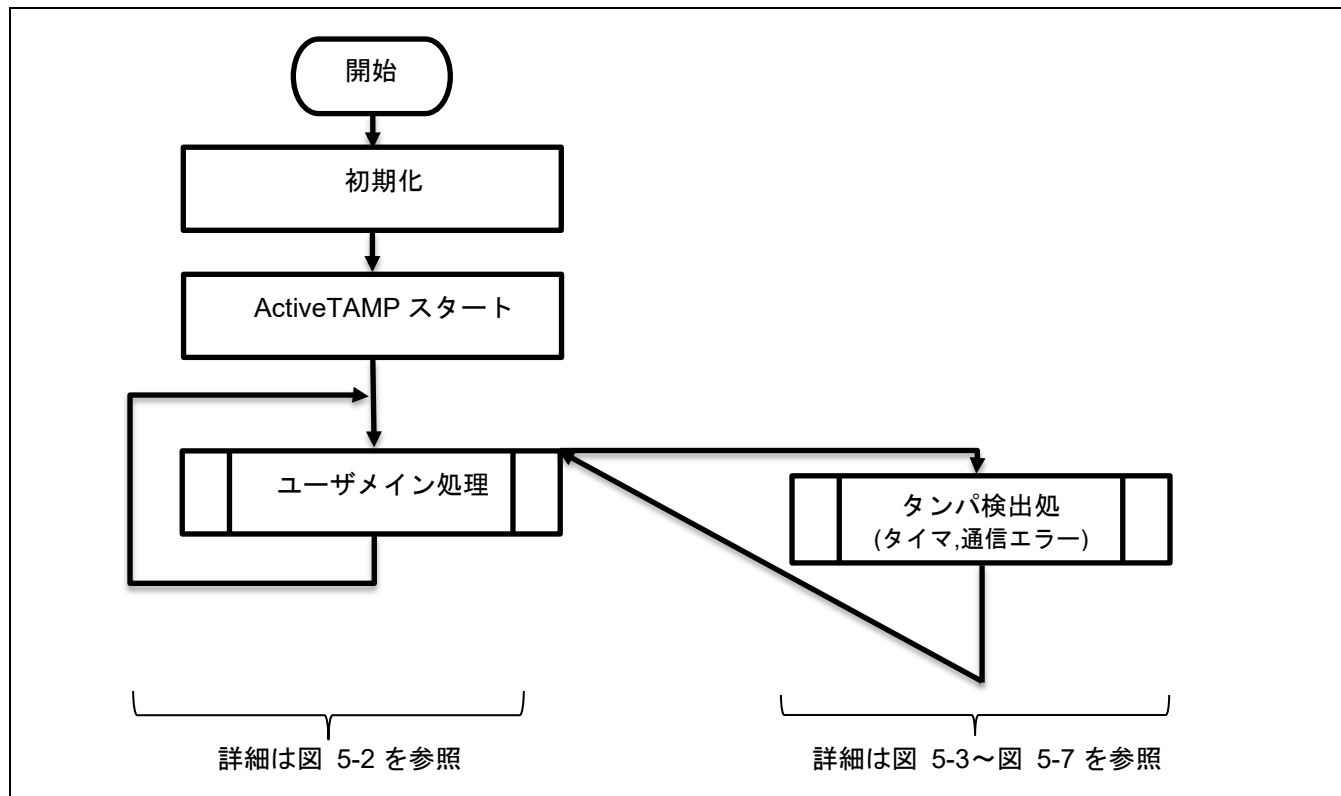 開始
初期化
ActiveTAMP スタート
ユーザメイン処理
タンパ検出処
(タイマ,通信エラー)
詳細は図 5-2 を参照
詳細は図 5-3～図 5-7 を参照